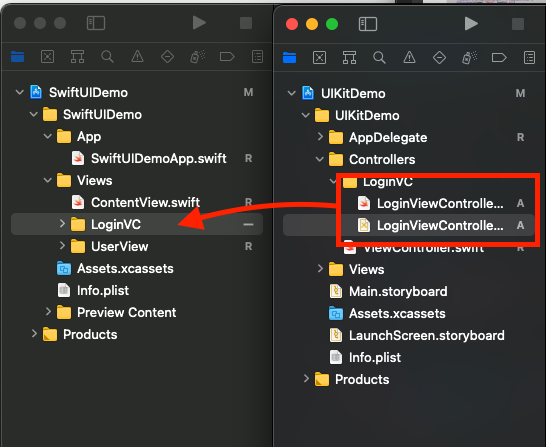 SwiftUIDemo M
SwiftUIDemo
App
SwiftUIDemoApp.swift R
Views
ContentView.swift R
LoginVC
UserView R
Assets.xcassets
Info.plist
Preview Content
Products
UIKitDemo M
UIKitDemo
AppDelegate R
Controllers
LoginVC
LoginViewControlle... A
LoginViewControlle... A
ViewController.swift R
Views
Main.storyboard
Assets.xcassets
LaunchScreen.storyboard
Info.plist
Products